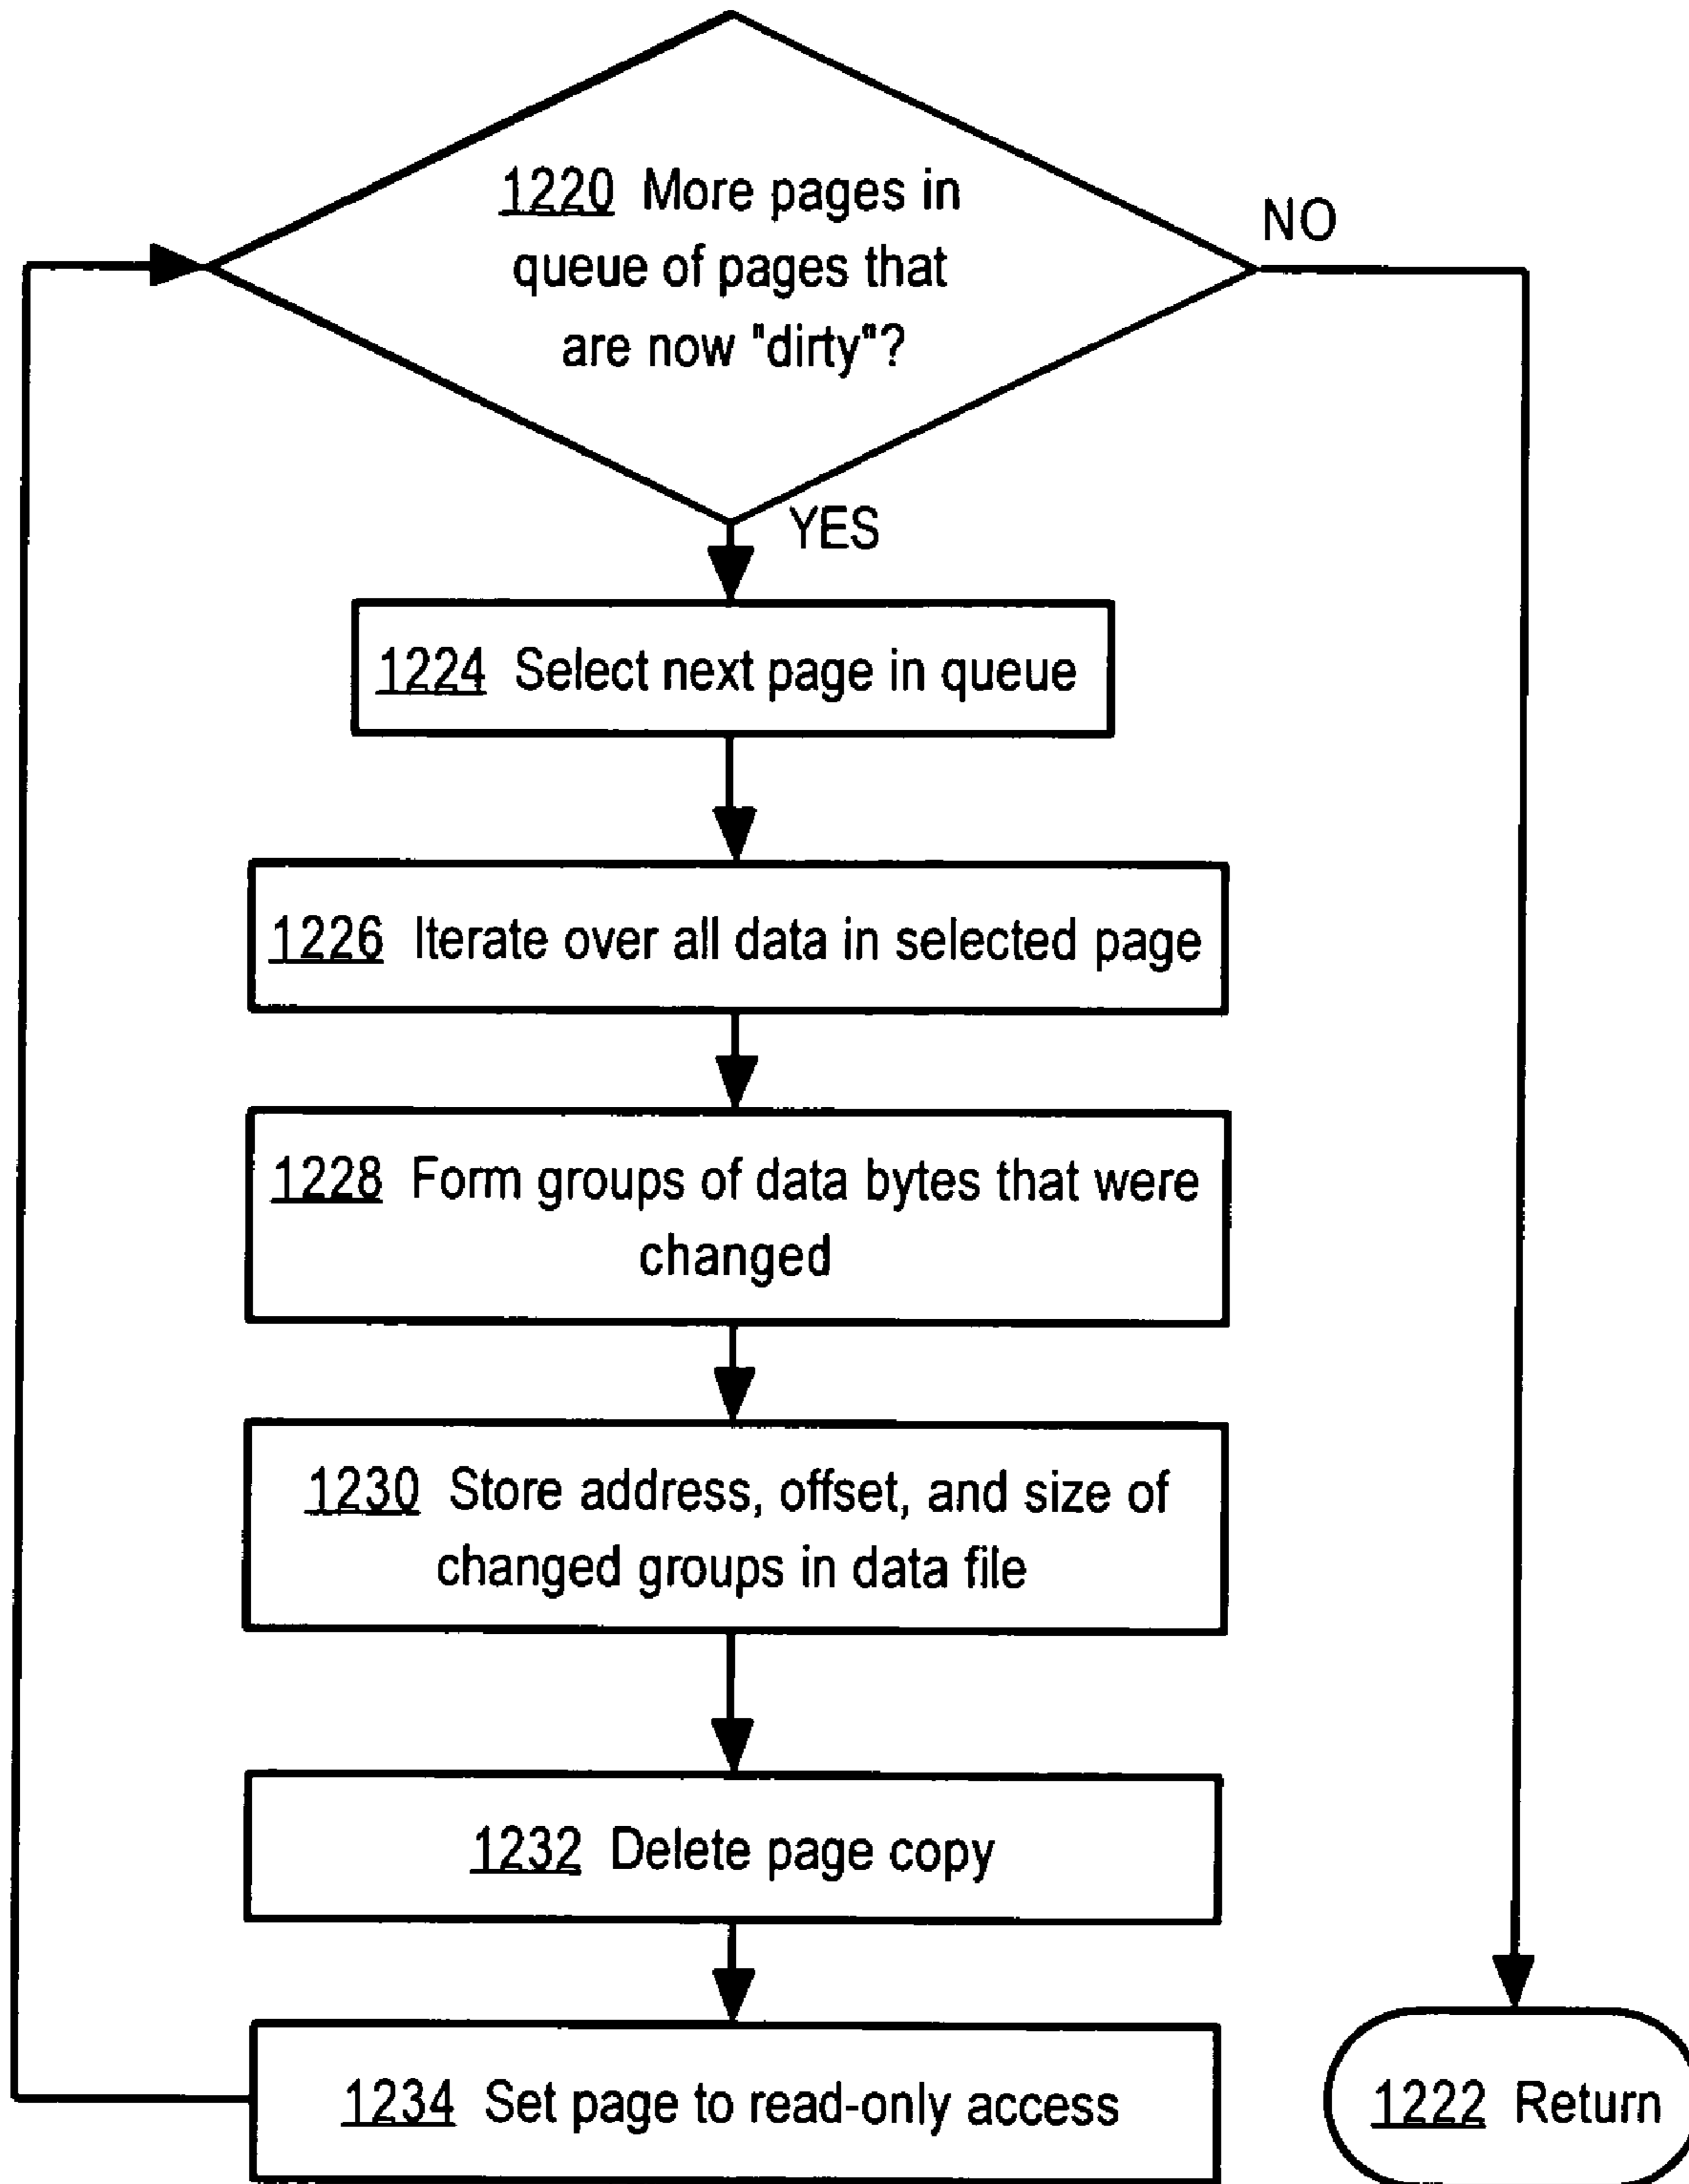 1220 More pages in
queue of pages that
are now "dirty"?
NO
YES
1224 Select next page in queue
1226 Iterate over all data in selected page
1228 Form groups of data bytes that were
changed
1230 Store address, offset, and size of
changed groups in data file
1232 Delete page copy
1234 Set page to read-only access
1222 Return